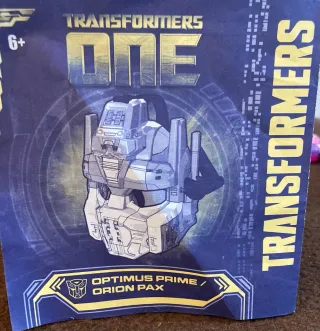 6+
TRANSFORMERS
ONE
TRANSFORMERS
OPTIMUS PRIME /
ORION PAX